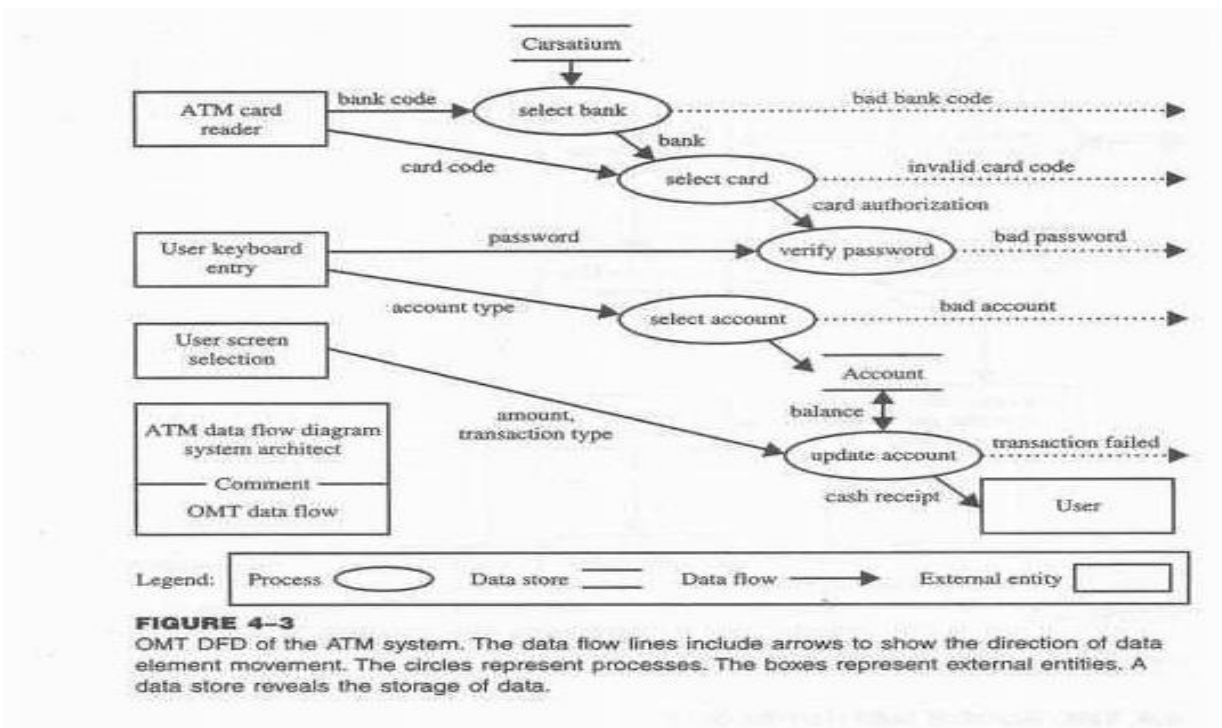 Carsatium
ATM card
reader
bank code
select bank
bad bank code
bank
card code
select card
invalid card code
card authorization
User keyboard
entry
password
verify password
bad password
account type
select account
bad account
User screen
selection
Account
balance
amount,
transaction type
update account
transaction failed
cash receipt
User
ATM data flow diagram
system architect
Comment
OMT data flow
Legend: Process Data store Data flow External entity
FIGURE 4–3
OMT DFD of the ATM system. The data flow lines include arrows to show the direction of data
element movement. The circles represent processes. The boxes represent external entities. A
data store reveals the storage of data.